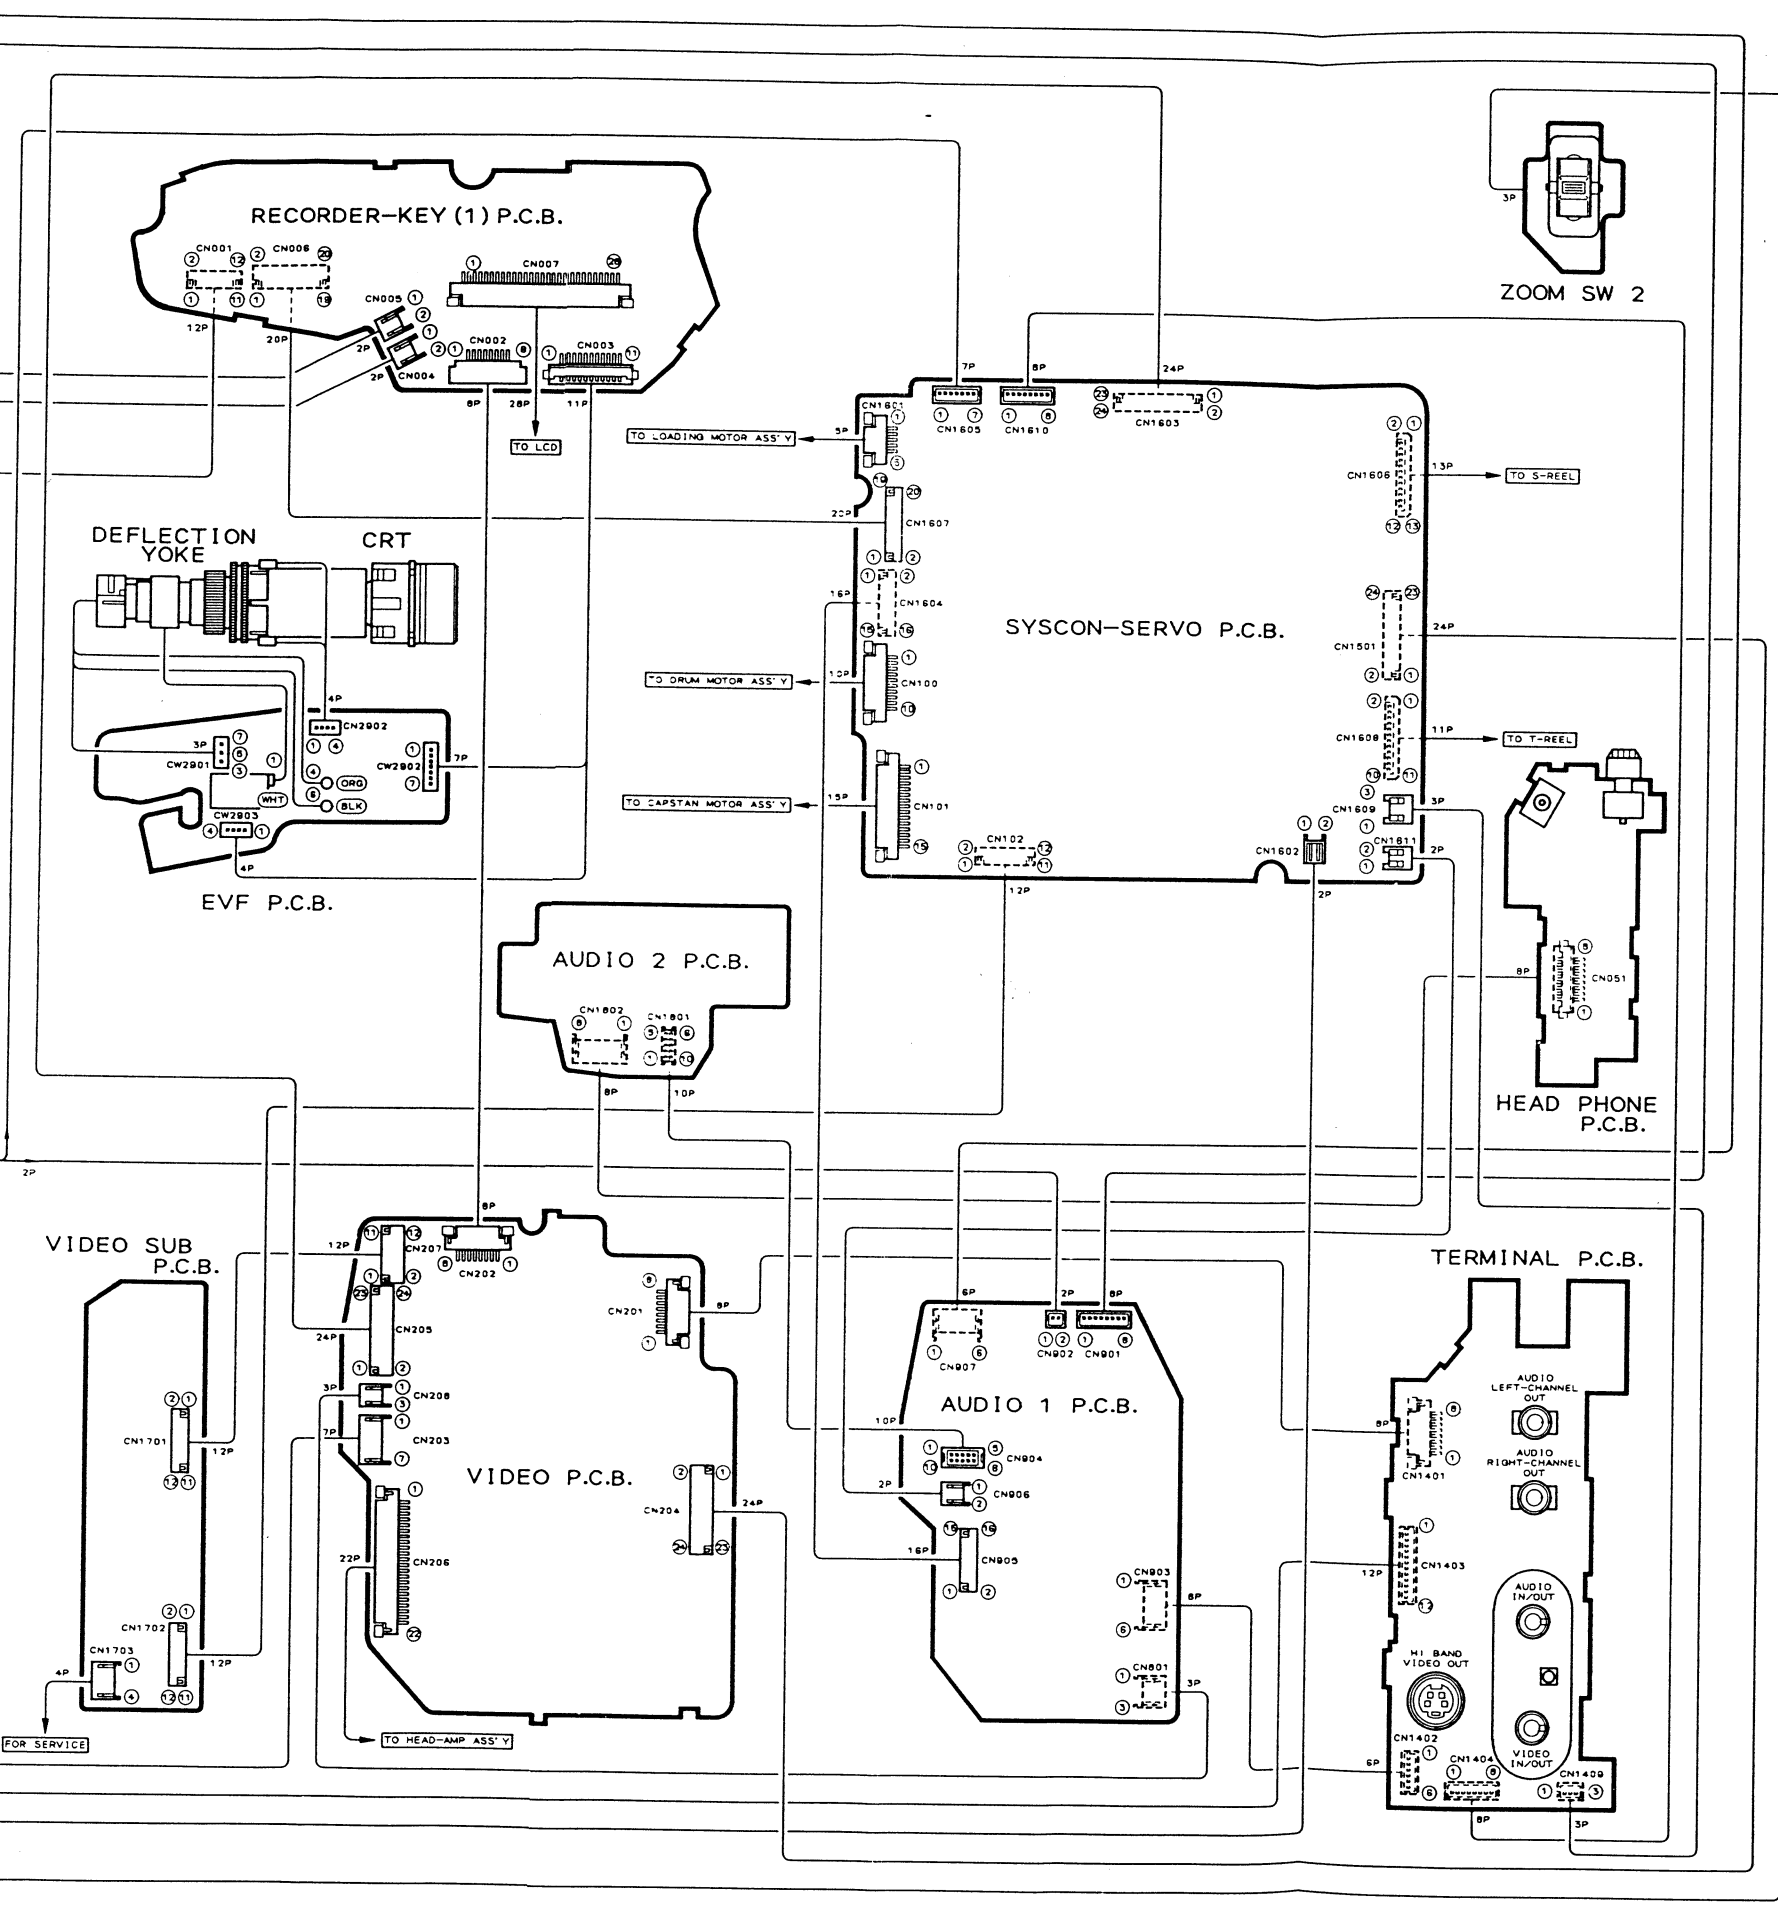 RECORDER-KEY (1) P.C.B.
CN001
CN006
CN007
CN005
CN004
CN002
CN003
12P
20P
2P
2P
8P
28P
11P
TO LCD
7P
8P
24P
3P
ZOOM SW 2
CN1601
CN1605
CN1610
CN1603
TO LOADING MOTOR ASS'Y
5P
CN1606
13P
TO S-REEL
20P
CN1607
16P
CN1604
SYSCON-SERVO P.C.B.
CN1501
24P
TO DRUM MOTOR ASS'Y
10P
CN100
CN1608
11P
TO T-REEL
TO CAPSTAN MOTOR ASS'Y
15P
CN101
CN102
12P
CN1602
2P
CN1609
3P
CN1611
2P
DEFLECTION
YOKE
CRT
4P
CN2902
3P
CW2901
CW2902
7P
ORG
BLK
WHT
CW2903
4P
EVF P.C.B.
AUDIO 2 P.C.B.
CN1802
CN1801
8P
10P
8P
CN051
HEAD PHONE
P.C.B.
2P
VIDEO SUB
P.C.B.
CN1701
12P
CN1702
12P
CN1703
4P
FOR SERVICE
8P
12P
CN207
CN202
24P
CN205
CN201
8P
3P
CN208
7P
CN203
VIDEO P.C.B.
CN204
24P
22P
CN206
TO HEAD-AMP ASS'Y
6P
2P
8P
CN907
CN902
CN901
AUDIO 1 P.C.B.
10P
CN904
2P
CN906
16P
CN905
CN903
6P
CN801
3P
TERMINAL P.C.B.
AUDIO
LEFT-CHANNEL
OUT
AUDIO
RIGHT-CHANNEL
OUT
8P
CN1401
12P
CN1403
AUDIO
IN/OUT
HI BAND
VIDEO OUT
VIDEO
IN/OUT
CN1402
6P
CN1404
CN1409
8P
3P